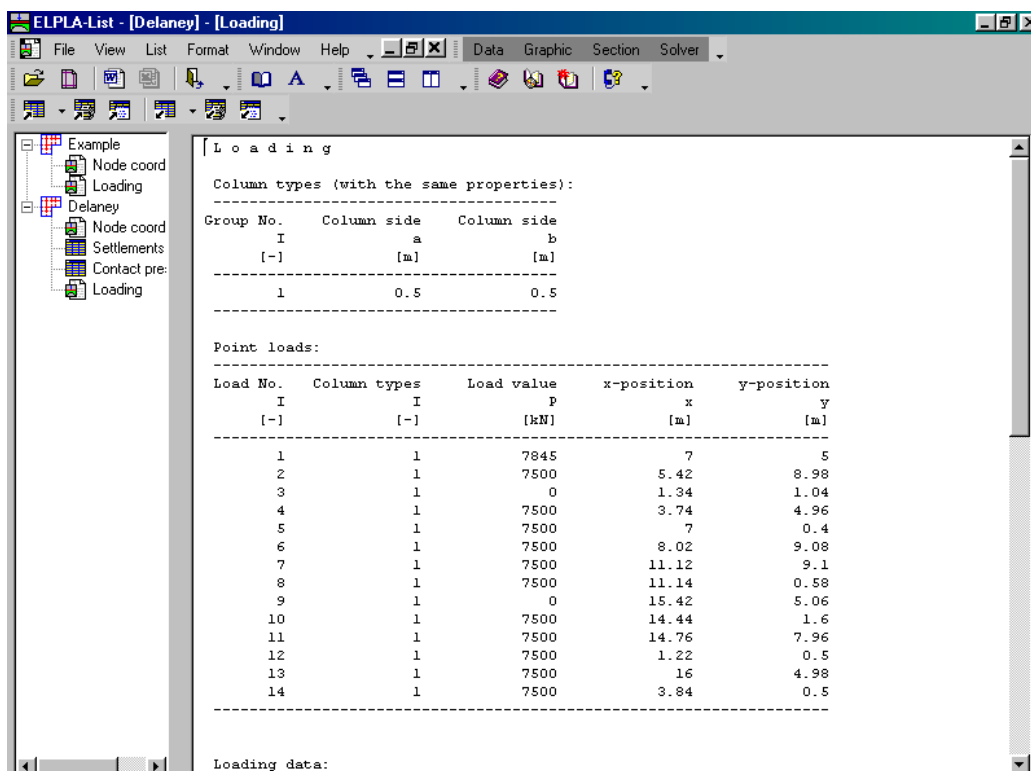 ELPLA-List - [Delaney] - [Loading]
File View List Format Window Help Data Graphic Section Solver
Example
Node coord
Loading
Delaney
Node coord
Settlements
Contact pre:
Loading
L o a d i n g
Column types (with the same properties):
Group No. Column side Column side
I a b
[-] [m] [m]
1 0.5 0.5
Point loads:
Load No. Column types Load value x-position y-position
I I P x y
[-] [-] [kN] [m] [m]
1 1 7845 7 5
2 1 7500 5.42 8.98
3 1 0 1.34 1.04
4 1 7500 3.74 4.96
5 1 7500 7 0.4
6 1 7500 8.02 9.08
7 1 7500 11.12 9.1
8 1 7500 11.14 0.58
9 1 0 15.42 5.06
10 1 7500 14.44 1.6
11 1 7500 14.76 7.96
12 1 7500 1.22 0.5
13 1 7500 16 4.98
14 1 7500 3.84 0.5
Loading data: